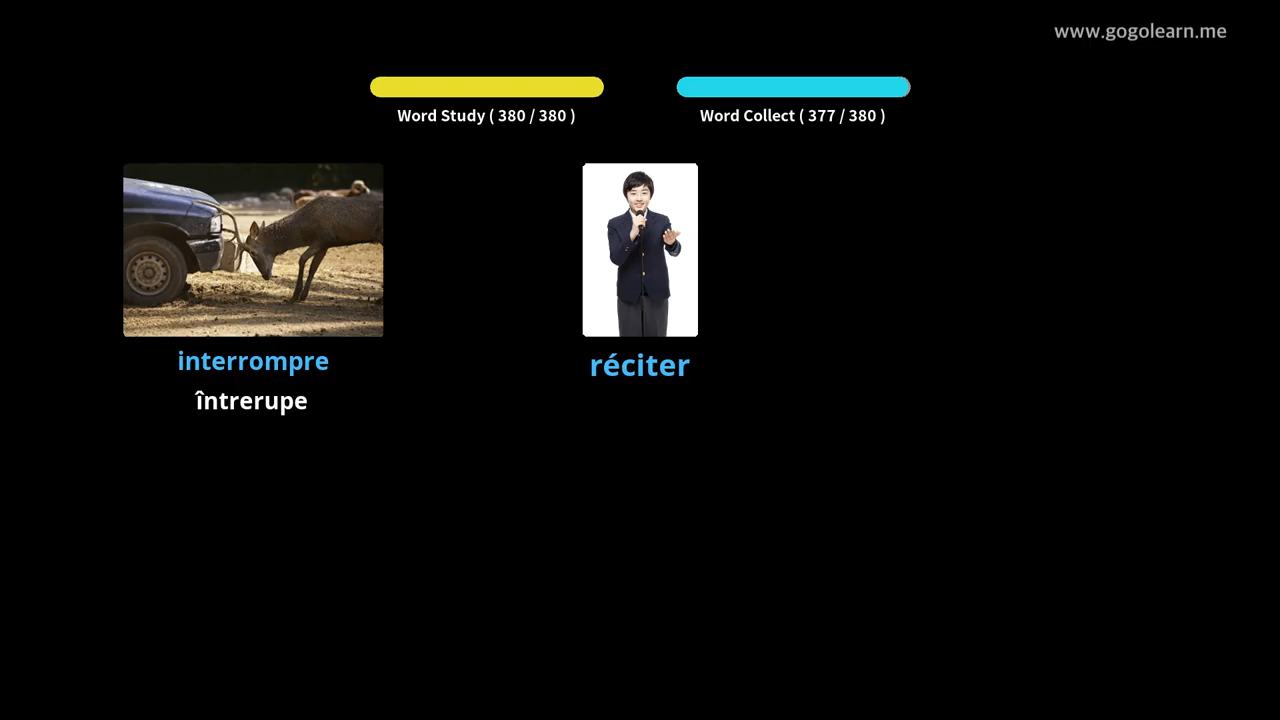 www.gogolearn.me
Word Study ( 380 / 380 )
Word Collect ( 377 / 380 )
interrompre
întrerupe
réciter